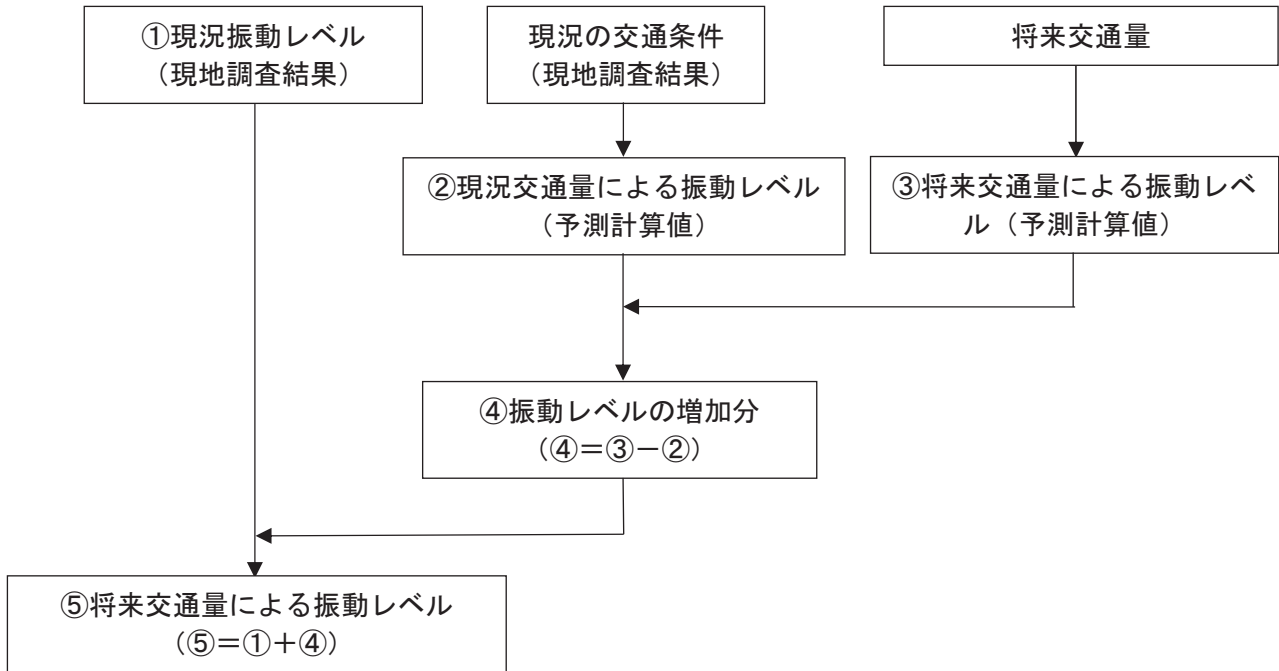 ①現況振動レベル
（現地調査結果）
現況の交通条件
（現地調査結果）
将来交通量
②現況交通量による振動レベル
（予測計算値）
③将来交通量による振動レベ
ル（予測計算値）
④振動レベルの増加分
（④＝③－②）
⑤将来交通量による振動レベル
（⑤＝①＋④）